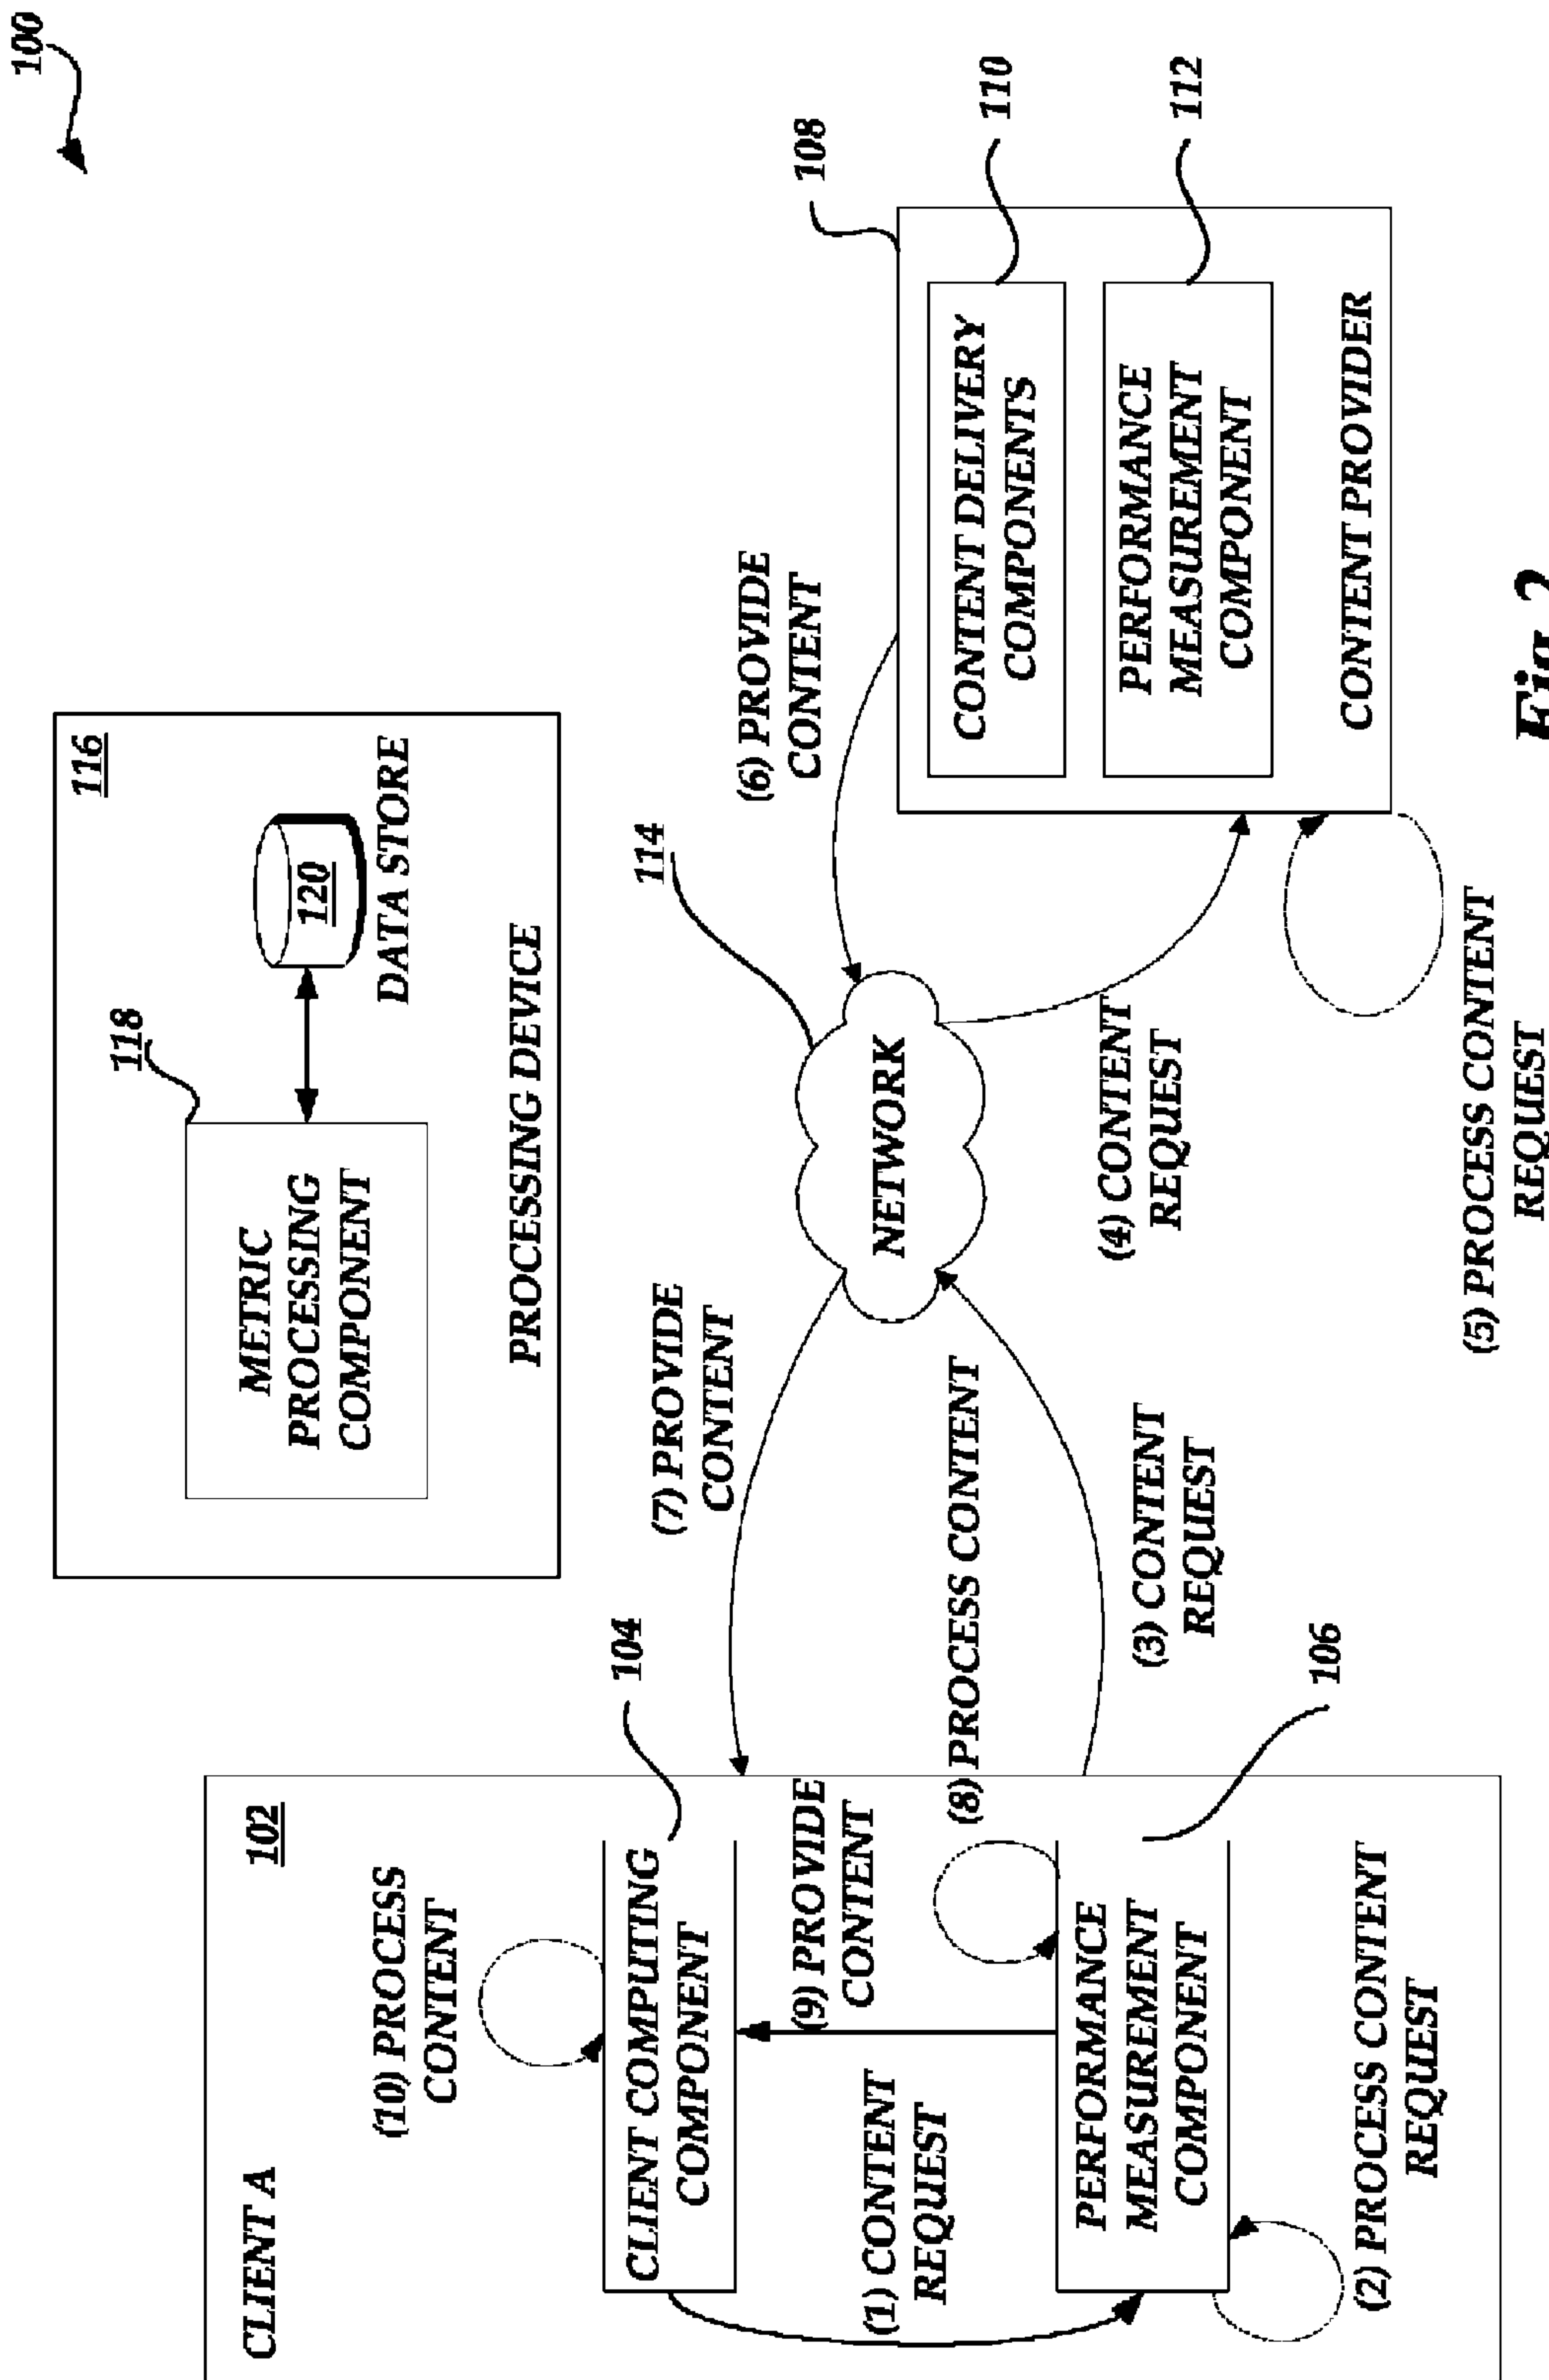 100
116
118
METRIC
PROCESSING
COMPONENT
120
DATA STORE
PROCESSING DEVICE
CLIENT A
102
(10) PROCESS
CONTENT
104
CLIENT COMPUTING
COMPONENT
(9) PROVIDE
CONTENT
(1) CONTENT
REQUEST
(8) PROCESS CONTENT
PERFORMANCE
MEASUREMENT
COMPONENT
106
(2) PROCESS CONTENT
REQUEST
(7) PROVIDE
CONTENT
(3) CONTENT
REQUEST
114
NETWORK
(6) PROVIDE
CONTENT
(4) CONTENT
REQUEST
(5) PROCESS CONTENT
REQUEST
108
CONTENT DELIVERY
COMPONENTS
110
PERFORMANCE
MEASUREMENT
COMPONENT
112
CONTENT PROVIDER
Fig. 2